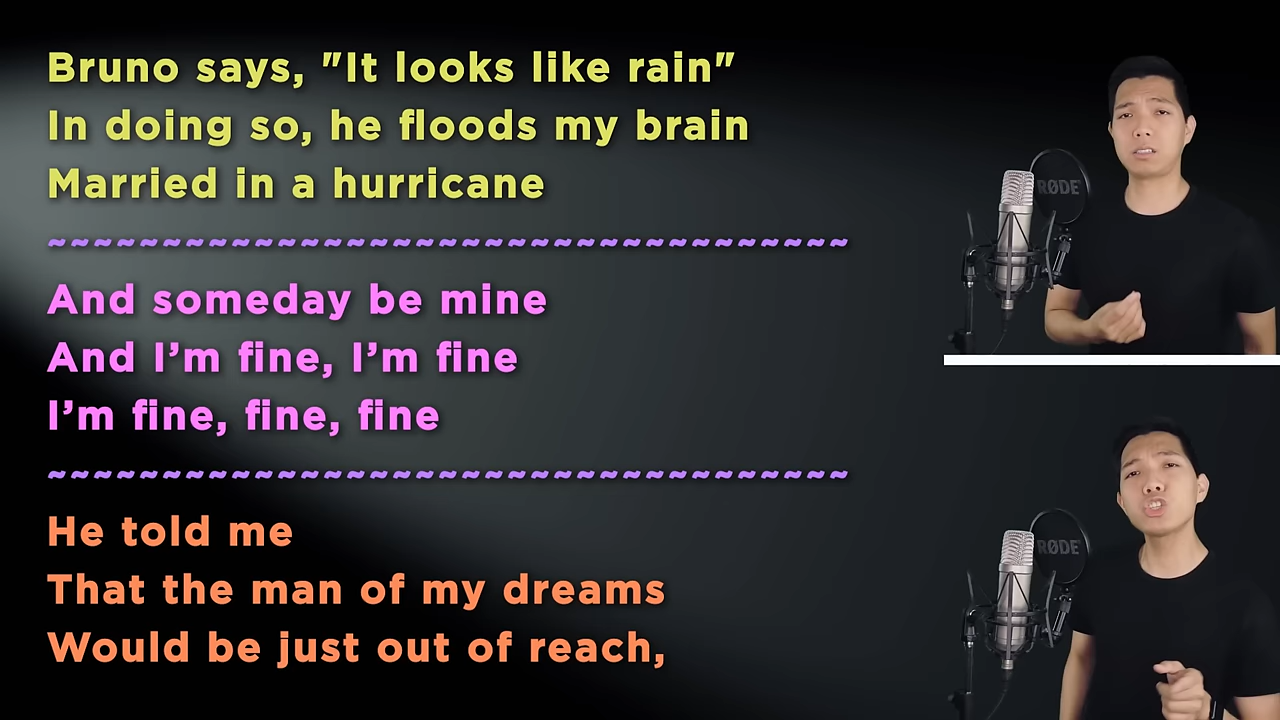 Bruno says, "It looks like rain"
In doing so, he floods my brain
Married in a hurricane
~~~~~~~~~~~~~~~~~~~~~~~~~~~~~~~~~~~
And someday be mine
And I’m fine, I’m fine
I’m fine, fine, fine
~~~~~~~~~~~~~~~~~~~~~~~~~~~~~~~~~~~
He told me
That the man of my dreams
Would be just out of reach,
RØDE
RØDE